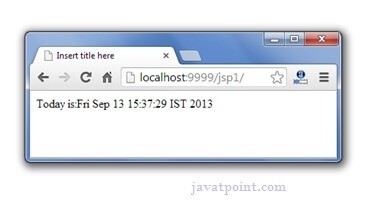 Insert title here
localhost:9999/jsp1/
Today is:Fri Sep 13 15:37:29 IST 2013
javatpoint.com